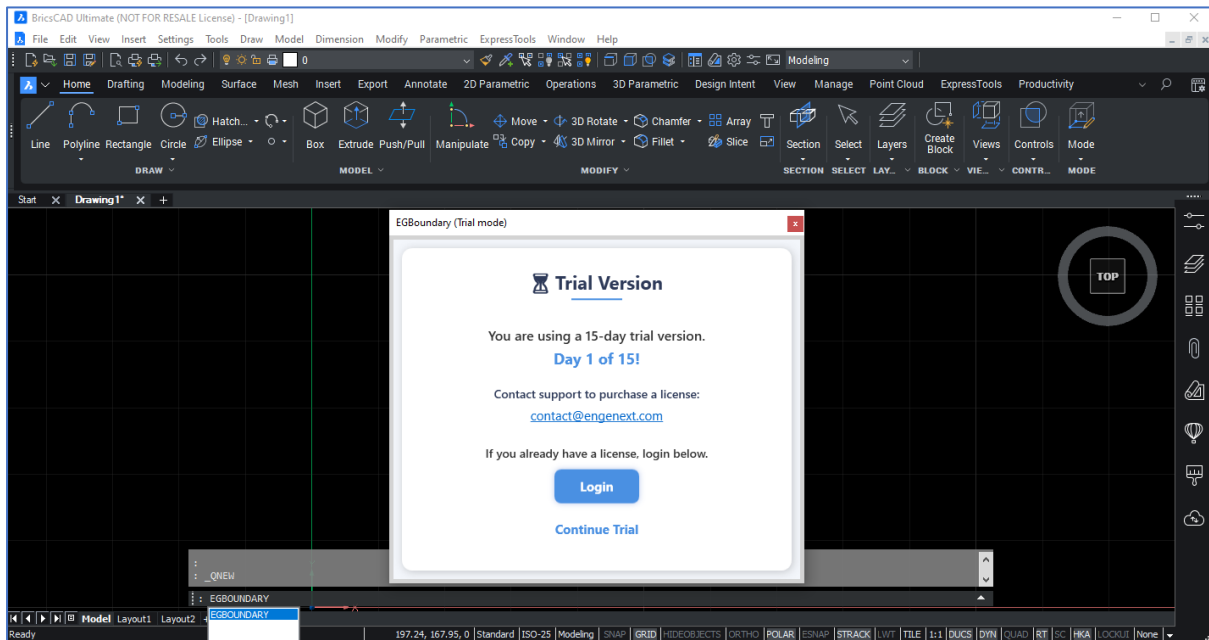 BricsCAD Ultimate (NOT FOR RESALE License) - [Drawing1]
File Edit View Insert Settings Tools Draw Model Dimension Modify Parametric ExpressTools Window Help
0 Modeling
Home Drafting Modeling Surface Mesh Insert Export Annotate 2D Parametric Operations 3D Parametric Design Intent View Manage Point Cloud ExpressTools Productivity
Hatch... Move 3D Rotate Chamfer Array
Line Polyline Rectangle Circle Ellipse Box Extrude Push/Pull Manipulate Copy 3D Mirror Fillet Slice Section Select Layers Create Block Views Controls Mode
DRAW MODEL MODIFY SECTION SELECT LAY... BLOCK VIE... CONTR... MODE
Start Drawing1*
EGBoundary (Trial mode)
TOP
Trial Version
You are using a 15-day trial version.
Day 1 of 15!
Contact support to purchase a license:
contact@engenext.com
If you already have a license, login below.
Login
Continue Trial
:
: _QNEW
: EGBOUNDARY
EGBOUNDARY
X
Model Layout1 Layout2 +
Ready 197.24, 167.95, 0 Standard ISO-25 Modeling SNAP GRID HIDEOBJECTS ORTHO POLAR ESNAP STRACK LWT TILE 1:1 DUCS DYN QUAD RT SC HKA LOCKUI None